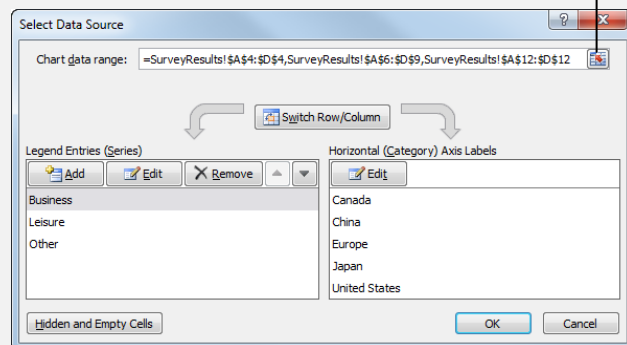 Select Data Source
?
Chart data range: =SurveyResults!$A$4:$D$4,SurveyResults!$A$6:$D$9,SurveyResults!$A$12:$D$12
Switch Row/Column
Legend Entries (Series)
Add Edit Remove
Business
Leisure
Other
Horizontal (Category) Axis Labels
Edit
Canada
China
Europe
Japan
United States
Hidden and Empty Cells
OK Cancel